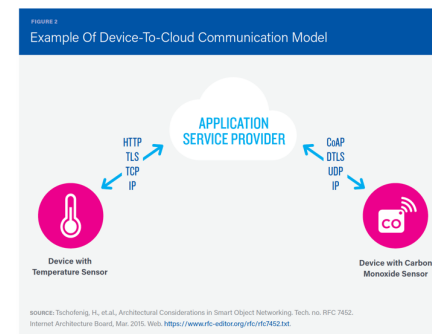 FIGURE 2
Example Of Device-To-Cloud Communication Model
APPLICATION
SERVICE PROVIDER
HTTP
TLS
TCP
IP
CoAP
DTLS
UDP
IP
CO
Device with
Temperature Sensor
Device with Carbon
Monoxide Sensor
SOURCE: Tschofenig, H., et.al., Architectural Considerations in Smart Object Networking. Tech. no. RFC 7452.
Internet Architecture Board, Mar. 2015. Web. https://www.rfc-editor.org/rfc/rfc7452.txt.